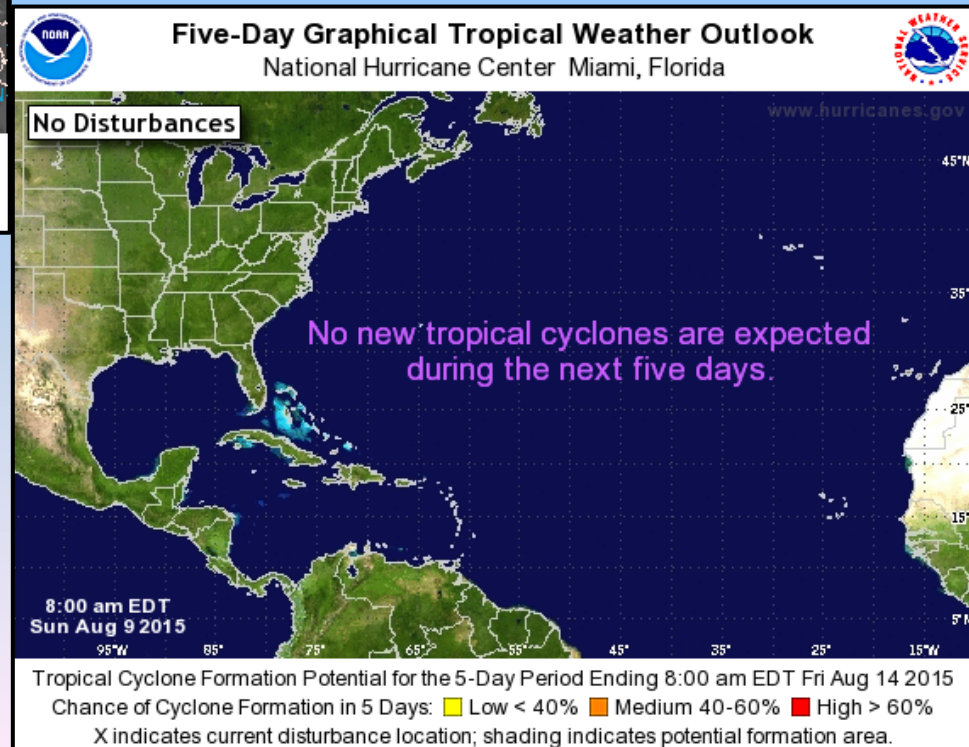 NOAA
Five-Day Graphical Tropical Weather Outlook
National Hurricane Center Miami, Florida
NATIONAL WEATHER SERVICE
No Disturbances
www.hurricanes.gov
45°N
35°
No new tropical cyclones are expected
during the next five days.
25°
15°
8:00 am EDT
Sun Aug 9 2015
5°N
95°W 85° 75° 65° 55° 45° 35° 25° 15°W
Tropical Cyclone Formation Potential for the 5-Day Period Ending 8:00 am EDT Fri Aug 14 2015
Chance of Cyclone Formation in 5 Days: Low < 40% Medium 40-60% High > 60%
X indicates current disturbance location; shading indicates potential formation area.